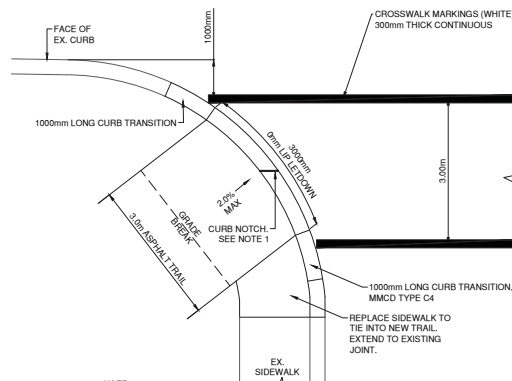 FACE OF
EX. CURB
1000mm
CROSSWALK MARKINGS (WHITE)
300mm THICK CONTINUOUS
1000mm LONG CURB TRANSITION
3000mm
0mm LIP LETDOWN
3.00m
2.0%
MAX
GRADE
BREAK
CURB NOTCH.
SEE NOTE 1
3.0m ASPHALT TRAIL
1000mm LONG CURB TRANSITION,
MMCD TYPE C4
REPLACE SIDEWALK TO
TIE INTO NEW TRAIL.
EXTEND TO EXISTING
JOINT.
EX.
SIDEWALK